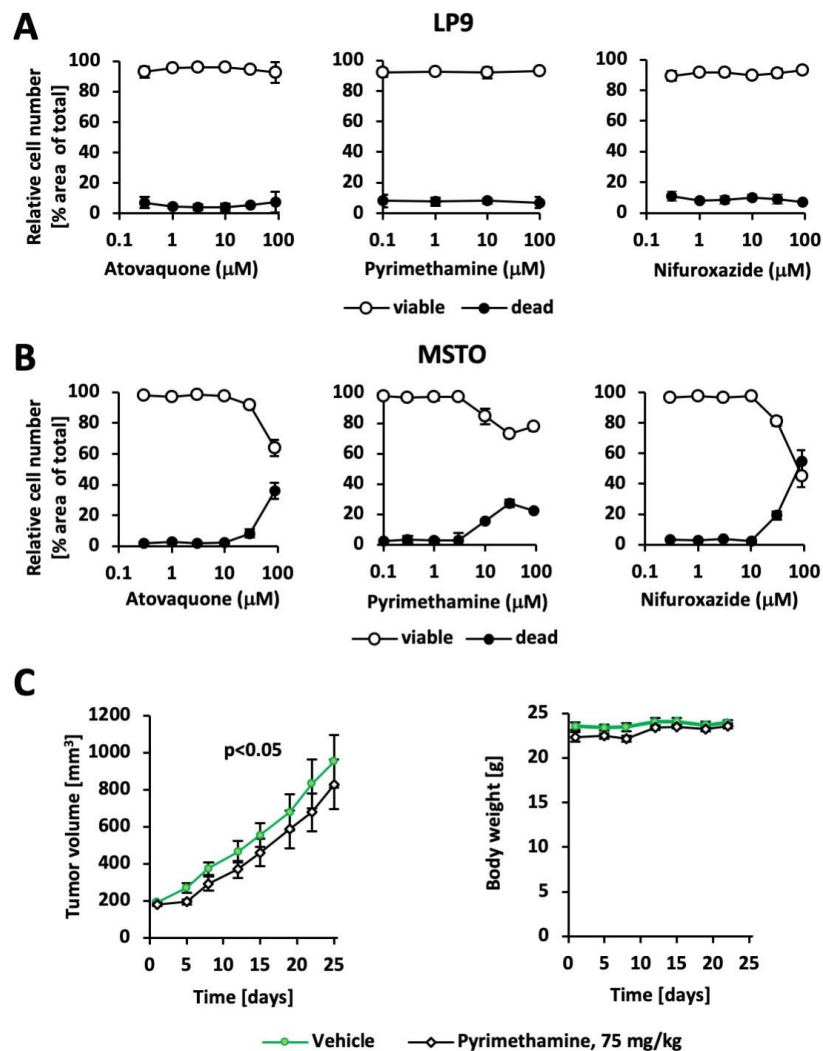 A
LP9
Relative cell number
[% area of total]
100
80
60
40
20
0
0.1 1 10 100
Atovaquone (μM)
100
80
60
40
20
0
0.1 1 10 100
Pyrimethamine (μM)
100
80
60
40
20
0
0.1 1 10 100
Nifuroxazide (μM)
viable dead
B
MSTO
Relative cell number
[% area of total]
100
80
60
40
20
0
0.1 1 10 100
Atovaquone (μM)
100
80
60
40
20
0
0.1 1 10 100
Pyrimethamine (μM)
100
80
60
40
20
0
0.1 1 10 100
Nifuroxazide (μM)
viable dead
C
Tumor volume [mm³]
1200
1000
800
600
400
200
0
p<0.05
0 5 10 15 20 25
Time [days]
Body weight [g]
25
20
15
10
5
0
0 5 10 15 20 25
Time [days]
Vehicle Pyrimethamine, 75 mg/kg